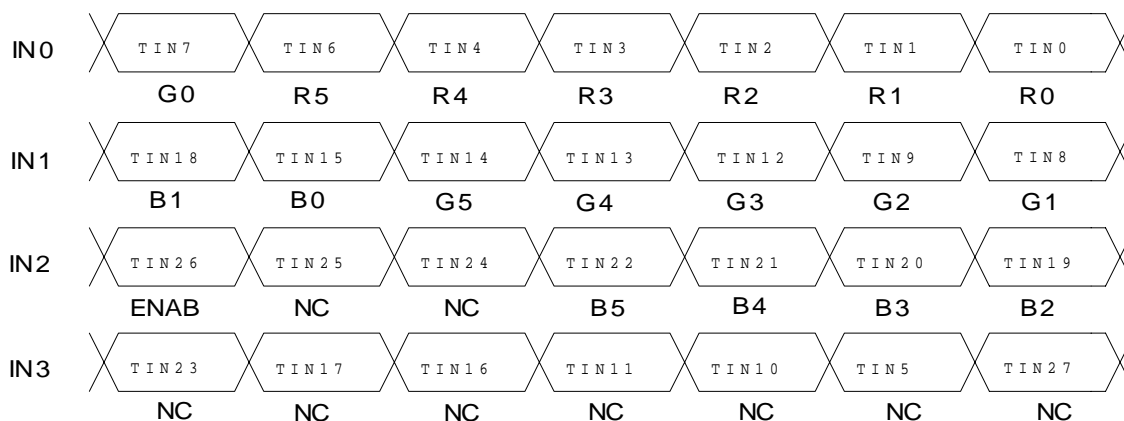 IN0 TIN7 TIN6 TIN4 TIN3 TIN2 TIN1 TIN0
G0 R5 R4 R3 R2 R1 R0
IN1 TIN18 TIN15 TIN14 TIN13 TIN12 TIN9 TIN8
B1 B0 G5 G4 G3 G2 G1
IN2 TIN26 TIN25 TIN24 TIN22 TIN21 TIN20 TIN19
ENAB NC NC B5 B4 B3 B2
IN3 TIN23 TIN17 TIN16 TIN11 TIN10 TIN5 TIN27
NC NC NC NC NC NC NC